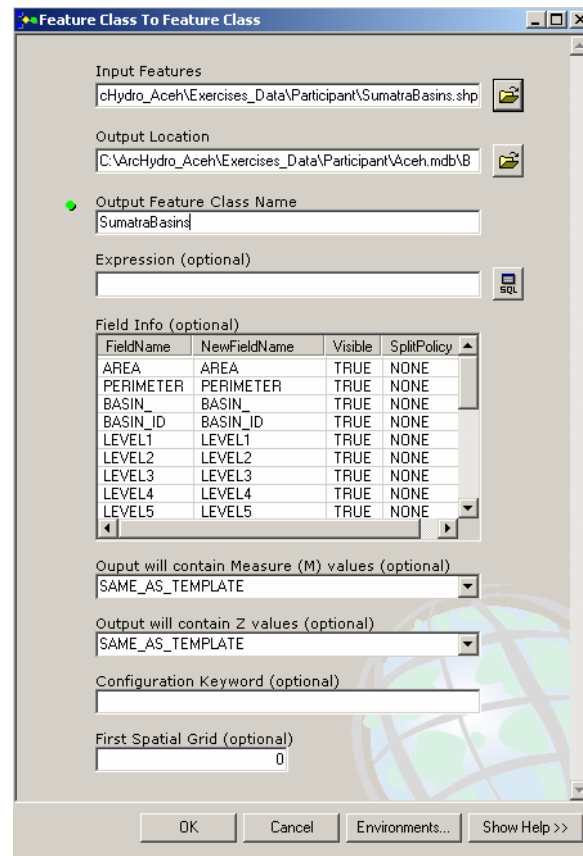 Feature Class To Feature Class
Input Features
cHydro_Aceh\Exercises_Data\Participant\SumatraBasins.shp
Output Location
C:\ArcHydro_Aceh\Exercises_Data\Participant\Aceh.mdb\B
Output Feature Class Name
SumatraBasins
Expression (optional)
SQL
Field Info (optional)
FieldName NewFieldName Visible SplitPolicy
AREA AREA TRUE NONE
PERIMETER PERIMETER TRUE NONE
BASIN_ BASIN_ TRUE NONE
BASIN_ID BASIN_ID TRUE NONE
LEVEL1 LEVEL1 TRUE NONE
LEVEL2 LEVEL2 TRUE NONE
LEVEL3 LEVEL3 TRUE NONE
LEVEL4 LEVEL4 TRUE NONE
LEVEL5 LEVEL5 TRUE NONE
Ouput will contain Measure (M) values (optional)
SAME_AS_TEMPLATE
Output will contain Z values (optional)
SAME_AS_TEMPLATE
Configuration Keyword (optional)
First Spatial Grid (optional)
0
OK Cancel Environments... Show Help >>